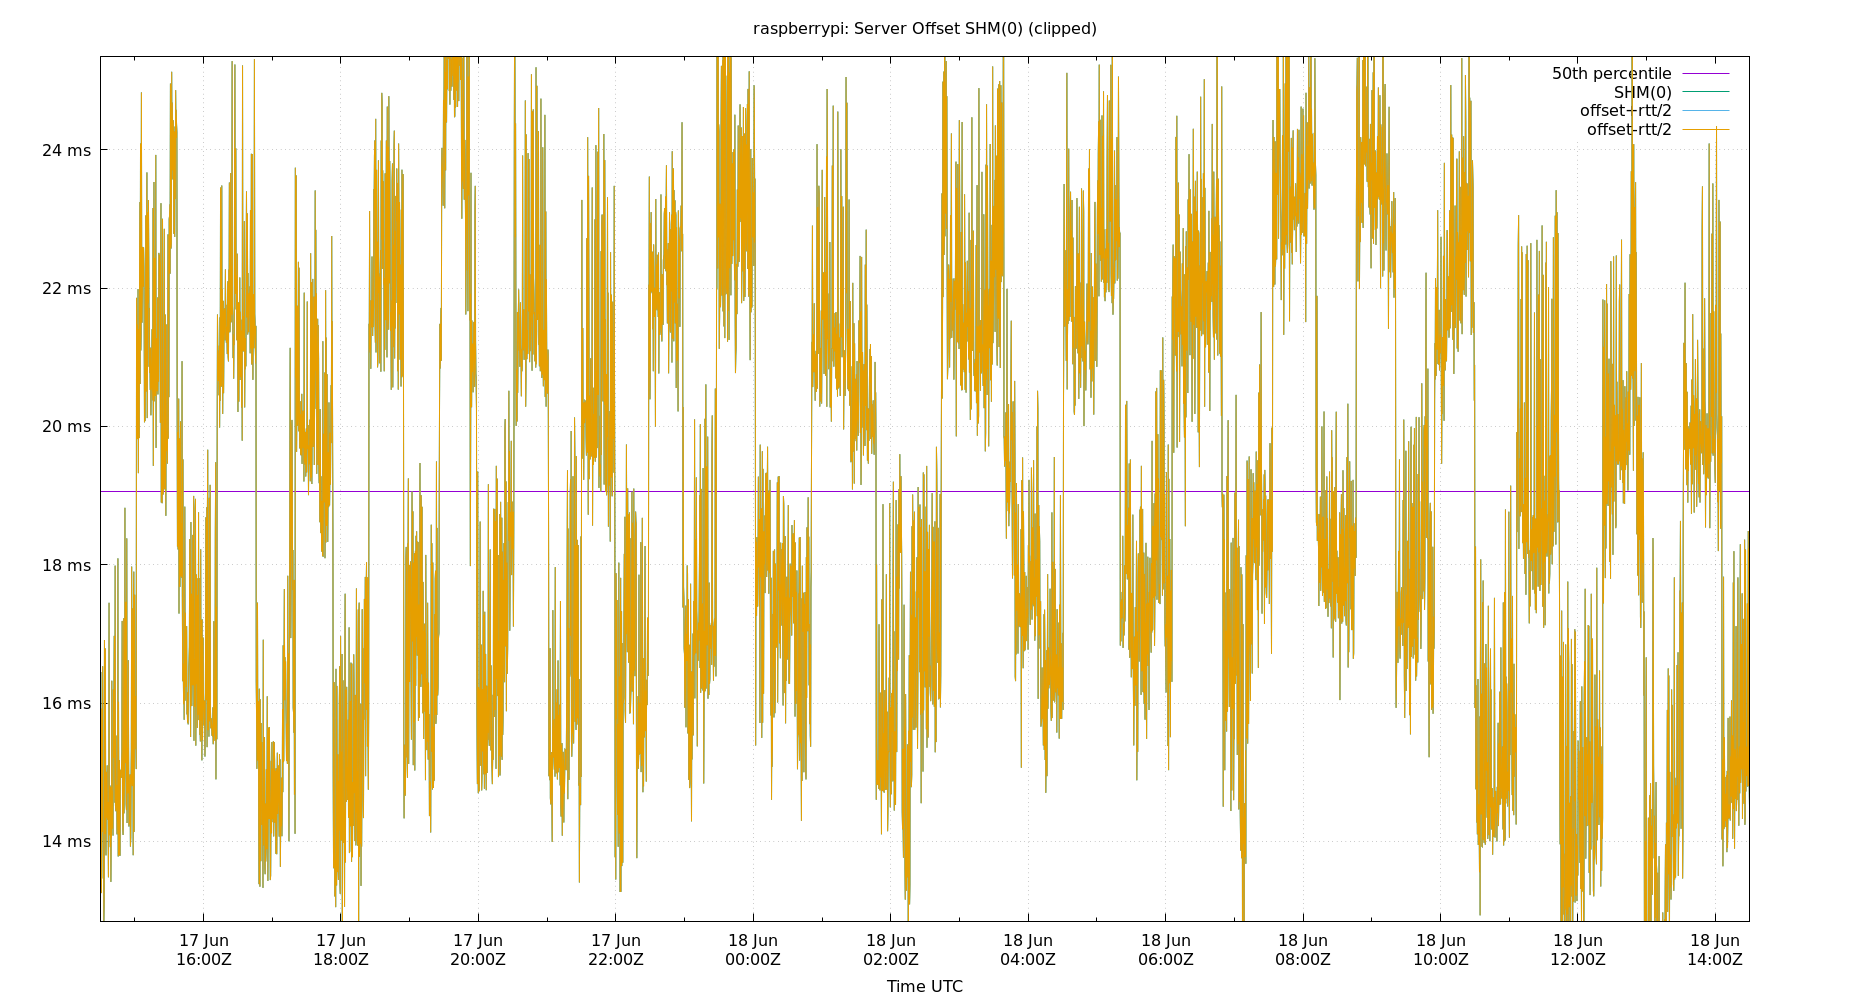 raspberrypi: Server Offset SHM(0) (clipped)
50th percentile
SHM(0)
offset+rtt/2
offset-rtt/2
24 ms
22 ms
20 ms
18 ms
16 ms
14 ms
17 Jun 17 Jun 17 Jun 17 Jun 18 Jun 18 Jun 18 Jun 18 Jun 18 Jun 18 Jun 18 Jun 18 Jun
16:00Z 18:00Z 20:00Z 22:00Z 00:00Z 02:00Z 04:00Z 06:00Z 08:00Z 10:00Z 12:00Z 14:00Z
Time UTC